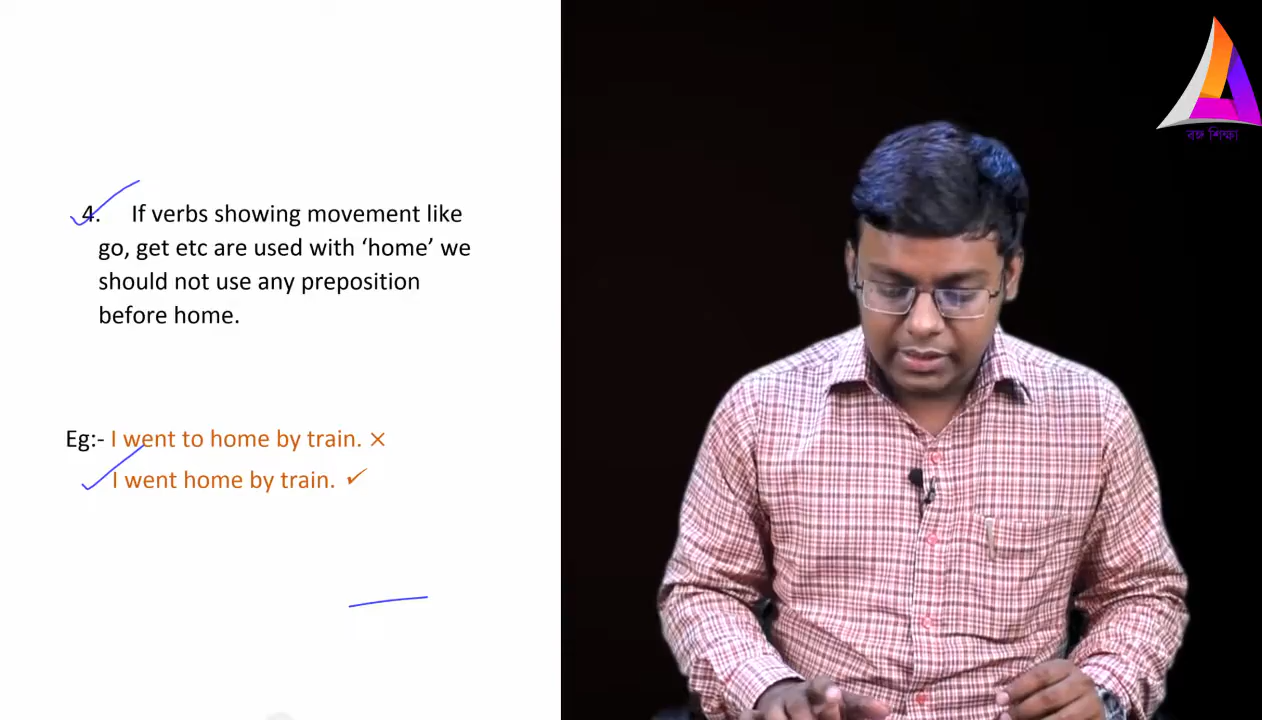 4. If verbs showing movement like
go, get etc are used with ‘home’ we
should not use any preposition
before home.
Eg:- I went to home by train. ×
I went home by train. ✓
বঙ্গ শিক্ষা